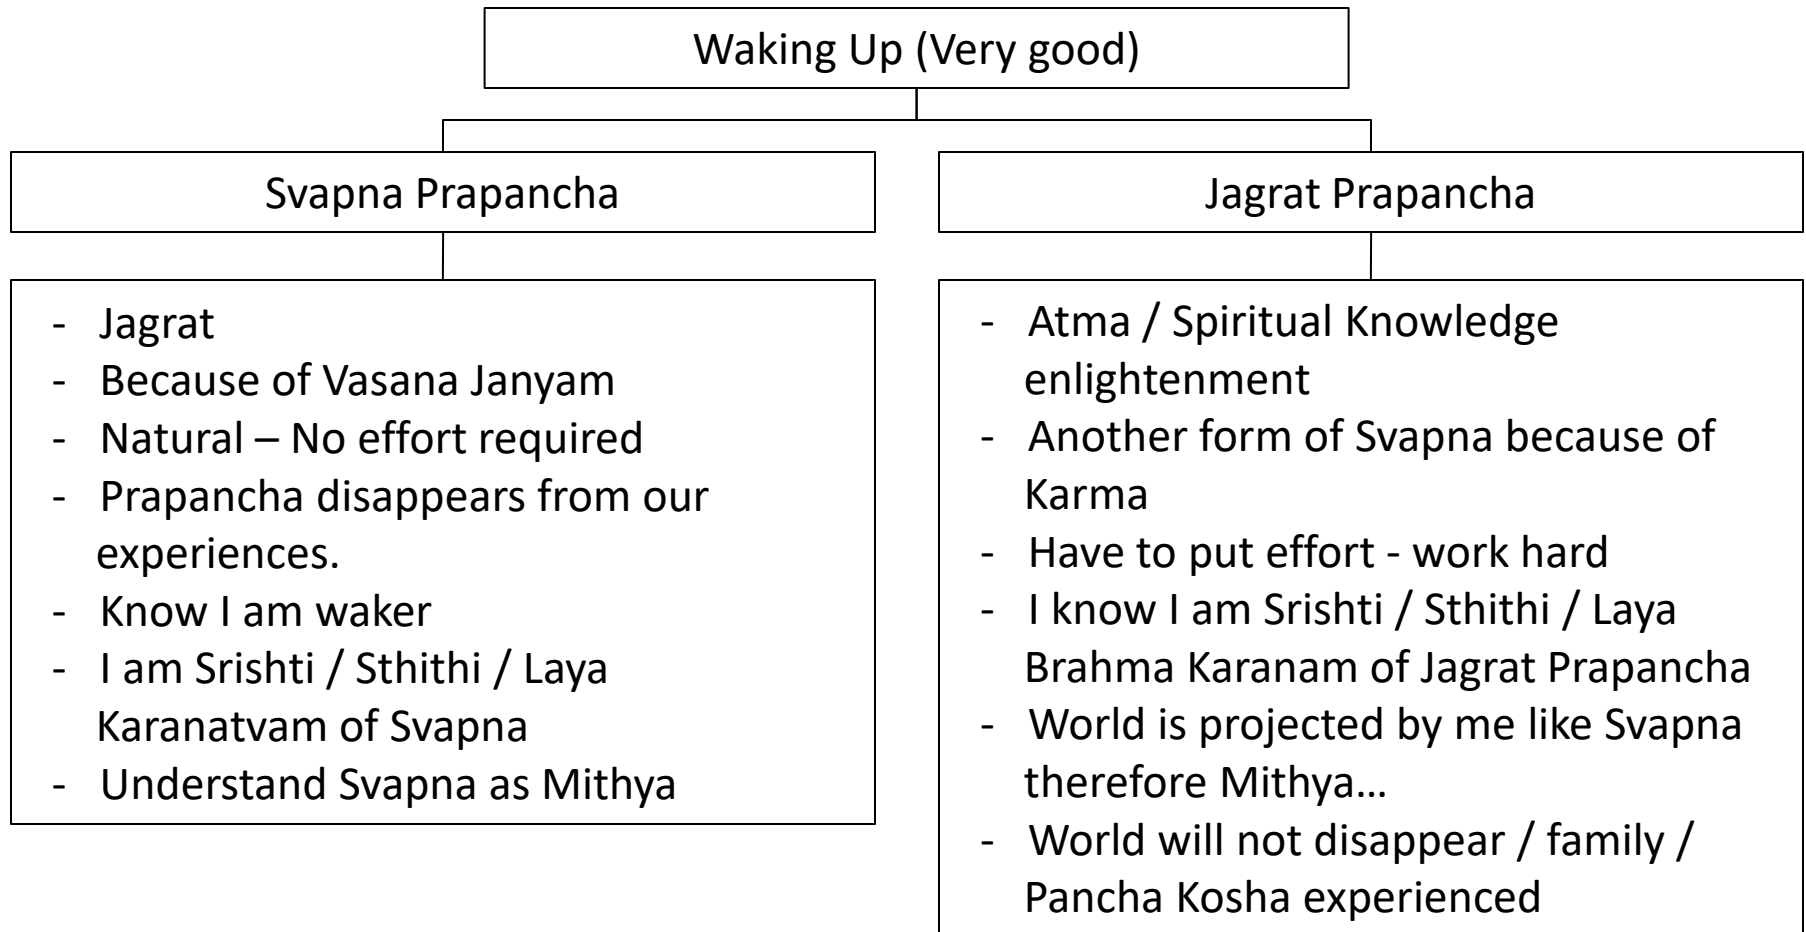 Waking Up (Very good)
Svapna Prapancha
- Jagrat
- Because of Vasana Janyam
- Natural – No effort required
- Prapancha disappears from our
experiences.
- Know I am waker
- I am Srishti / Sthithi / Laya
Karanatvam of Svapna
- Understand Svapna as Mithya
Jagrat Prapancha
- Atma / Spiritual Knowledge
enlightenment
- Another form of Svapna because of
Karma
- Have to put effort - work hard
- I know I am Srishti / Sthithi / Laya
Brahma Karanam of Jagrat Prapancha
- World is projected by me like Svapna
therefore Mithya…
- World will not disappear / family /
Pancha Kosha experienced